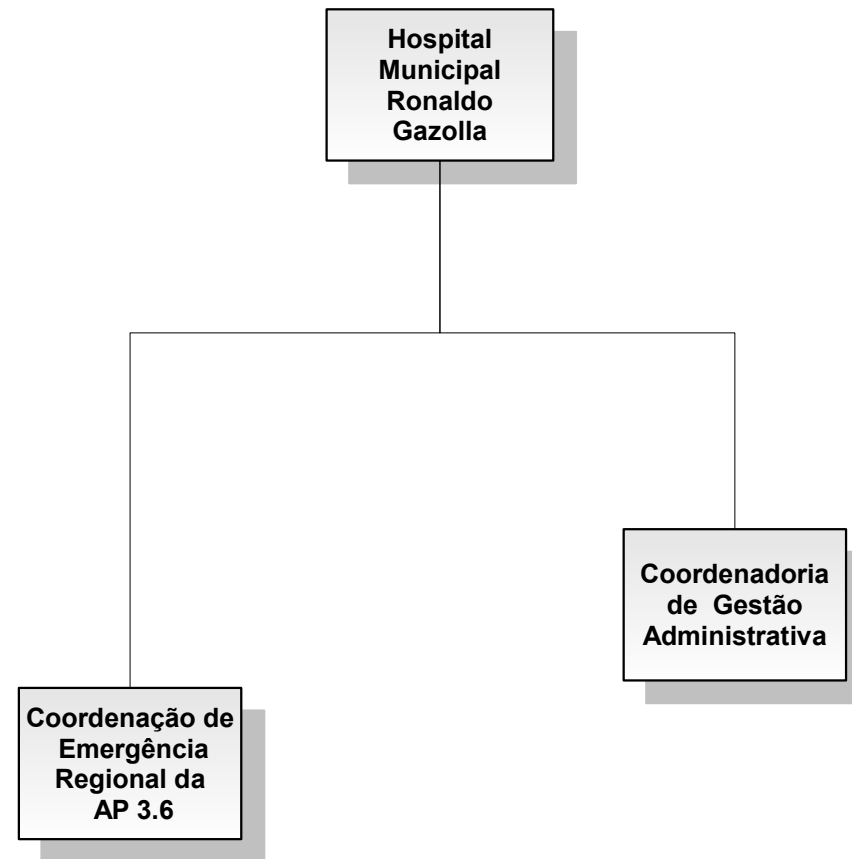 Hospital
Municipal
Ronaldo
Gazolla
Coordenadoria
de Gestão
Administrativa
Coordenação de
Emergência
Regional da
AP 3.6